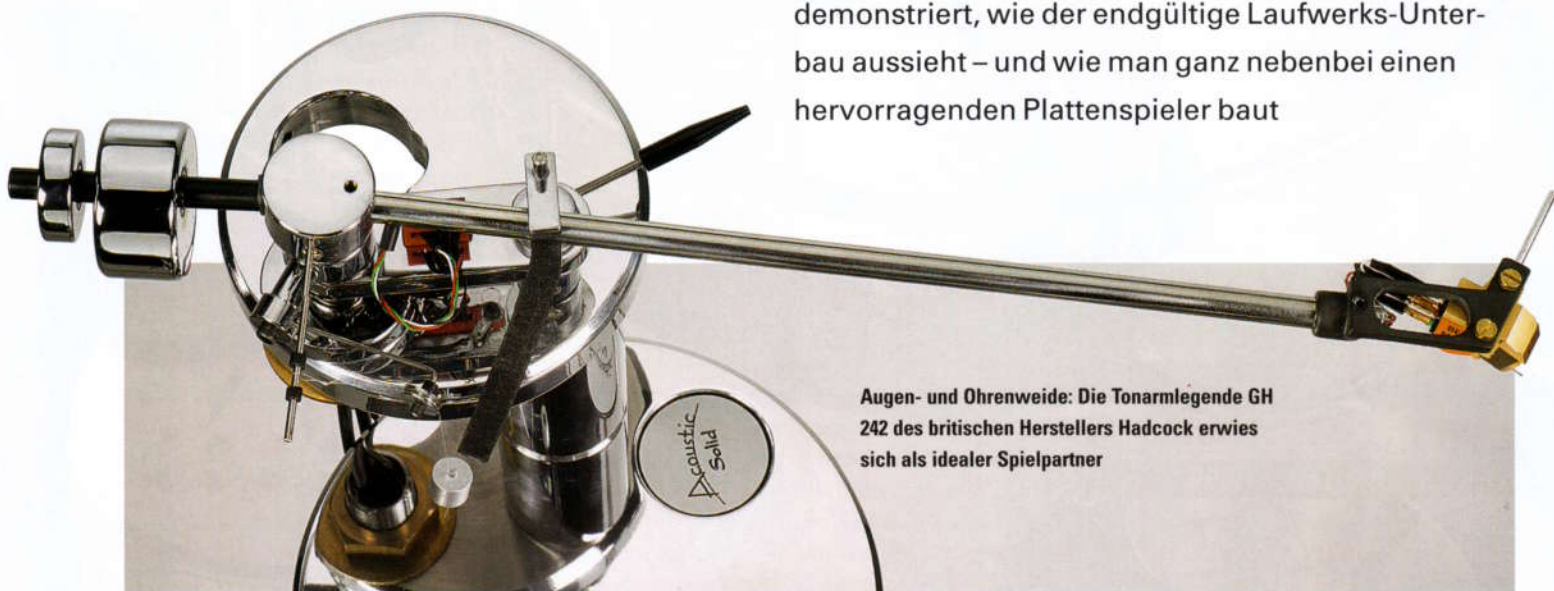 demonstriert, wie der endgültige Laufwerks-Unter-
bau aussieht – und wie man ganz nebenbei einen
hervorragenden Plattenspieler baut
Augen- und Ohrenweide: Die Tonarmlegende GH
242 des britischen Herstellers Hadcock erwies
sich als idealer Spielpartner
Acoustic
Solid